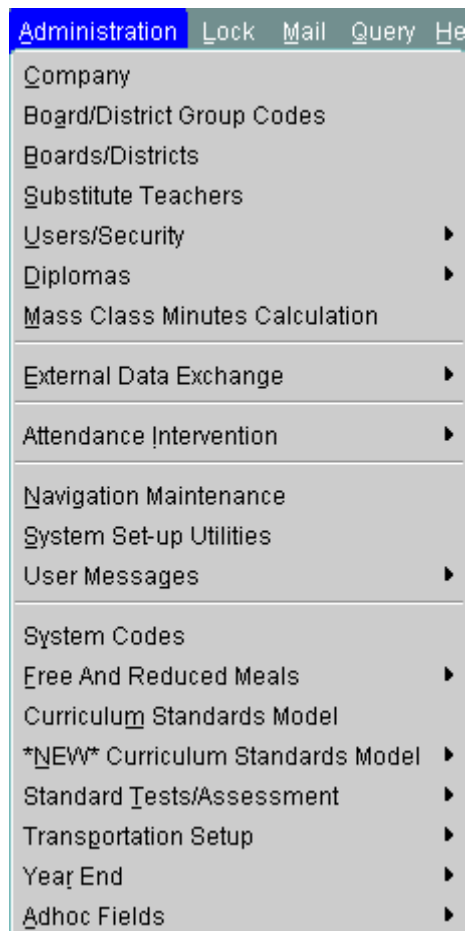 Administration Lock Mail Query He
Company
Board/District Group Codes
Boards/Districts
Substitute Teachers
Users/Security
Diplomas
Mass Class Minutes Calculation
External Data Exchange
Attendance Intervention
Navigation Maintenance
System Set-up Utilities
User Messages
System Codes
Free And Reduced Meals
Curriculum Standards Model
*NEW* Curriculum Standards Model
Standard Tests/Assessment
Transportation Setup
Year End
Adhoc Fields